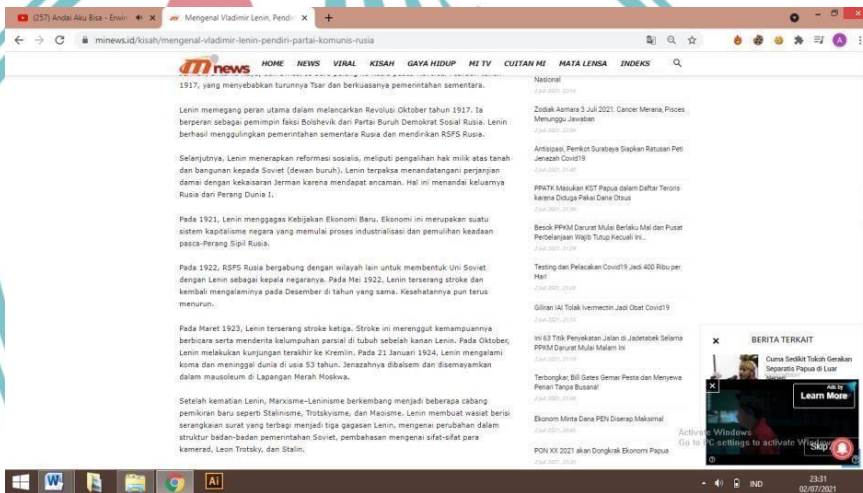 (257) Andai Aku Bisa - Erwin
Mengenal Vladimir Lenin, Pendiri
minews.id/kisah/mengenal-vladimir-lenin-pendiri-partai-komunis-rusia
A
news
HOME NEWS VIRAL KISAH GAYA HIDUP MI TV CUITAN MI MATA LENSA INDEKS
1917, yang menyebabkan turunnya Tsar dan berkuasanya pemerintahan sementara.
Lenin memegang peran utama dalam melancarkan Revolusi Oktober tahun 1917. Ia
berperan sebagai pemimpin faksi Bolshevik dari Partai Buruh Demokrat Sosial Rusia. Lenin
berhasil menggulingkan pemerintahan sementara Rusia dan mendirikan RSFS Rusia.
Selanjutnya, Lenin menerapkan reformasi sosialis, meliputi pengalihan hak milik atas tanah
dan bangunan kepada Soviet (dewan buruh). Lenin terpaksa menandatangani perjanjian
damai dengan kekaisaran Jerman karena mendapat ancaman. Hal ini menandai keluarnya
Rusia dari Perang Dunia I.
Pada 1921, Lenin menggagas Kebijakan Ekonomi Baru. Ekonomi ini merupakan suatu
sistem kapitalisme negara yang memulai proses industrialisasi dan pemulihan keadaan
pasca-Perang Sipil Rusia.
Pada 1922, RSFS Rusia bergabung dengan wilayah lain untuk membentuk Uni Soviet
dengan Lenin sebagai kepala negaranya. Pada Mei 1922, Lenin terserang stroke dan
kembali mengalaminya pada Desember di tahun yang sama. Kesehatannya pun terus
menurun.
Pada Maret 1923, Lenin terserang stroke ketiga. Stroke ini merenggut kemampuannya
berbicara serta menderita kelumpuhan parsial di tubuh sebelah kanan Lenin. Pada Oktober,
Lenin melakukan kunjungan terakhir ke Kremlin. Pada 21 Januari 1924, Lenin mengalami
koma dan meninggal dunia di usia 53 tahun. Jenazahnya dibalsem dan disemayamkan
dalam mausoleum di Lapangan Merah Moskwa.
Setelah kematian Lenin, Marxisme-Leninisme berkembang menjadi beberapa cabang
pemikiran baru seperti Stalinisme, Trotskyisme, dan Maoisme. Lenin membuat wasiat berisi
serangkaian surat yang terbagi menjadi tiga gagasan Lenin, mengenai perubahan dalam
struktur badan-badan pemerintahan Soviet, pembahasan mengenai sifat-sifat para
kamerad, Leon Trotsky, dan Stalin.
Nasional
Zodiak Asmara 3 Juli 2021: Cancer Merana, Pisces
Menunggu Jawaban
Antisipasi, Pemkot Surabaya Siapkan Ratusan Peti
Jenazah Covid19
PPATK Masukan KST Papua dalam Daftar Teroris
karena Diduga Pakai Dana Otsus
Besok PPKM Darurat Mulai Berlaku Mal dan Pusat
Perbelanjaan Wajib Tutup Kecuali Ini...
Testing dan Pelacakan Covid19 Jadi 400 Ribu per
Hari
Giliran IAI Tolak Ivermectin Jadi Obat Covid19
Ini 63 Titik Penyekatan Jalan di Jadetabek Selama
PPKM Darurat Mulai Malam Ini
Terbongkar, Bill Gates Gemar Pesta dan Menyewa
Penari Tanpa Busana!
Ekonom Minta Dana PEN Diserap Maksimal
PON XX 2021 akan Dongkrak Ekonomi Papua
BERITA TERKAIT
Cuma Sedikit Tokoh Gerakan
Separatis Papua di Luar
Ads by
Learn More
Skip
Activate Windows
Go to PC settings to activate Windows
Ai
IND
23:31
02/07/2021